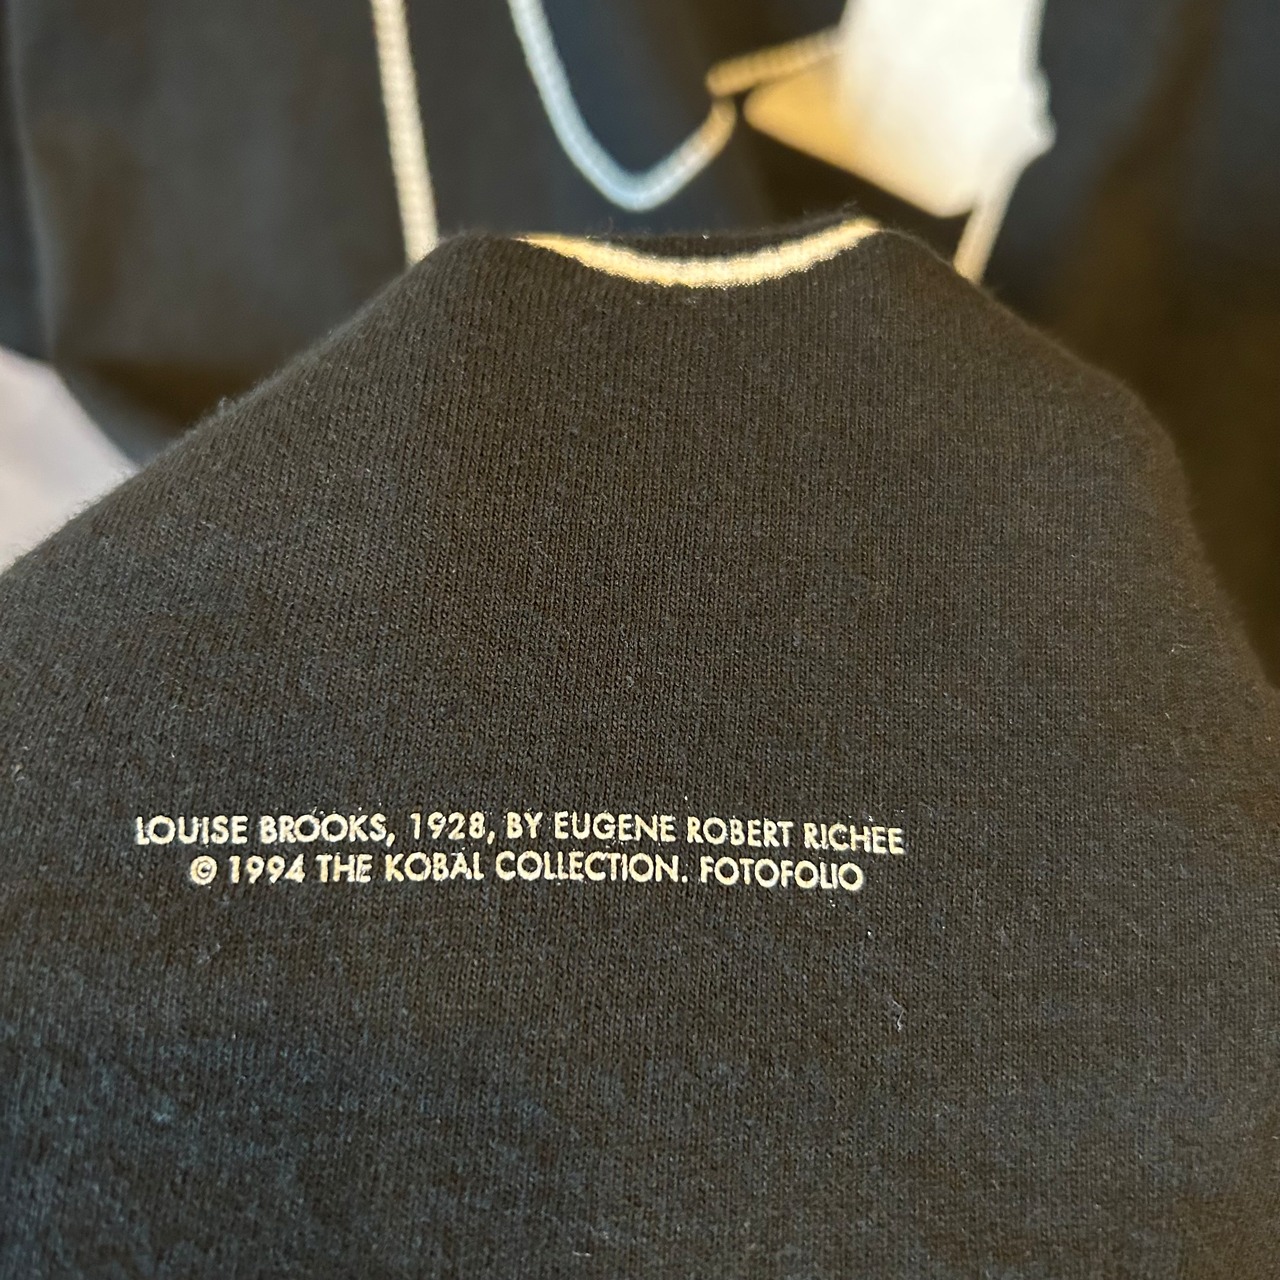 LOUISE BROOKS, 1928, BY EUGENE ROBERT RICHEE
© 1994 THE KOBAL COLLECTION. FOTOFOLIO